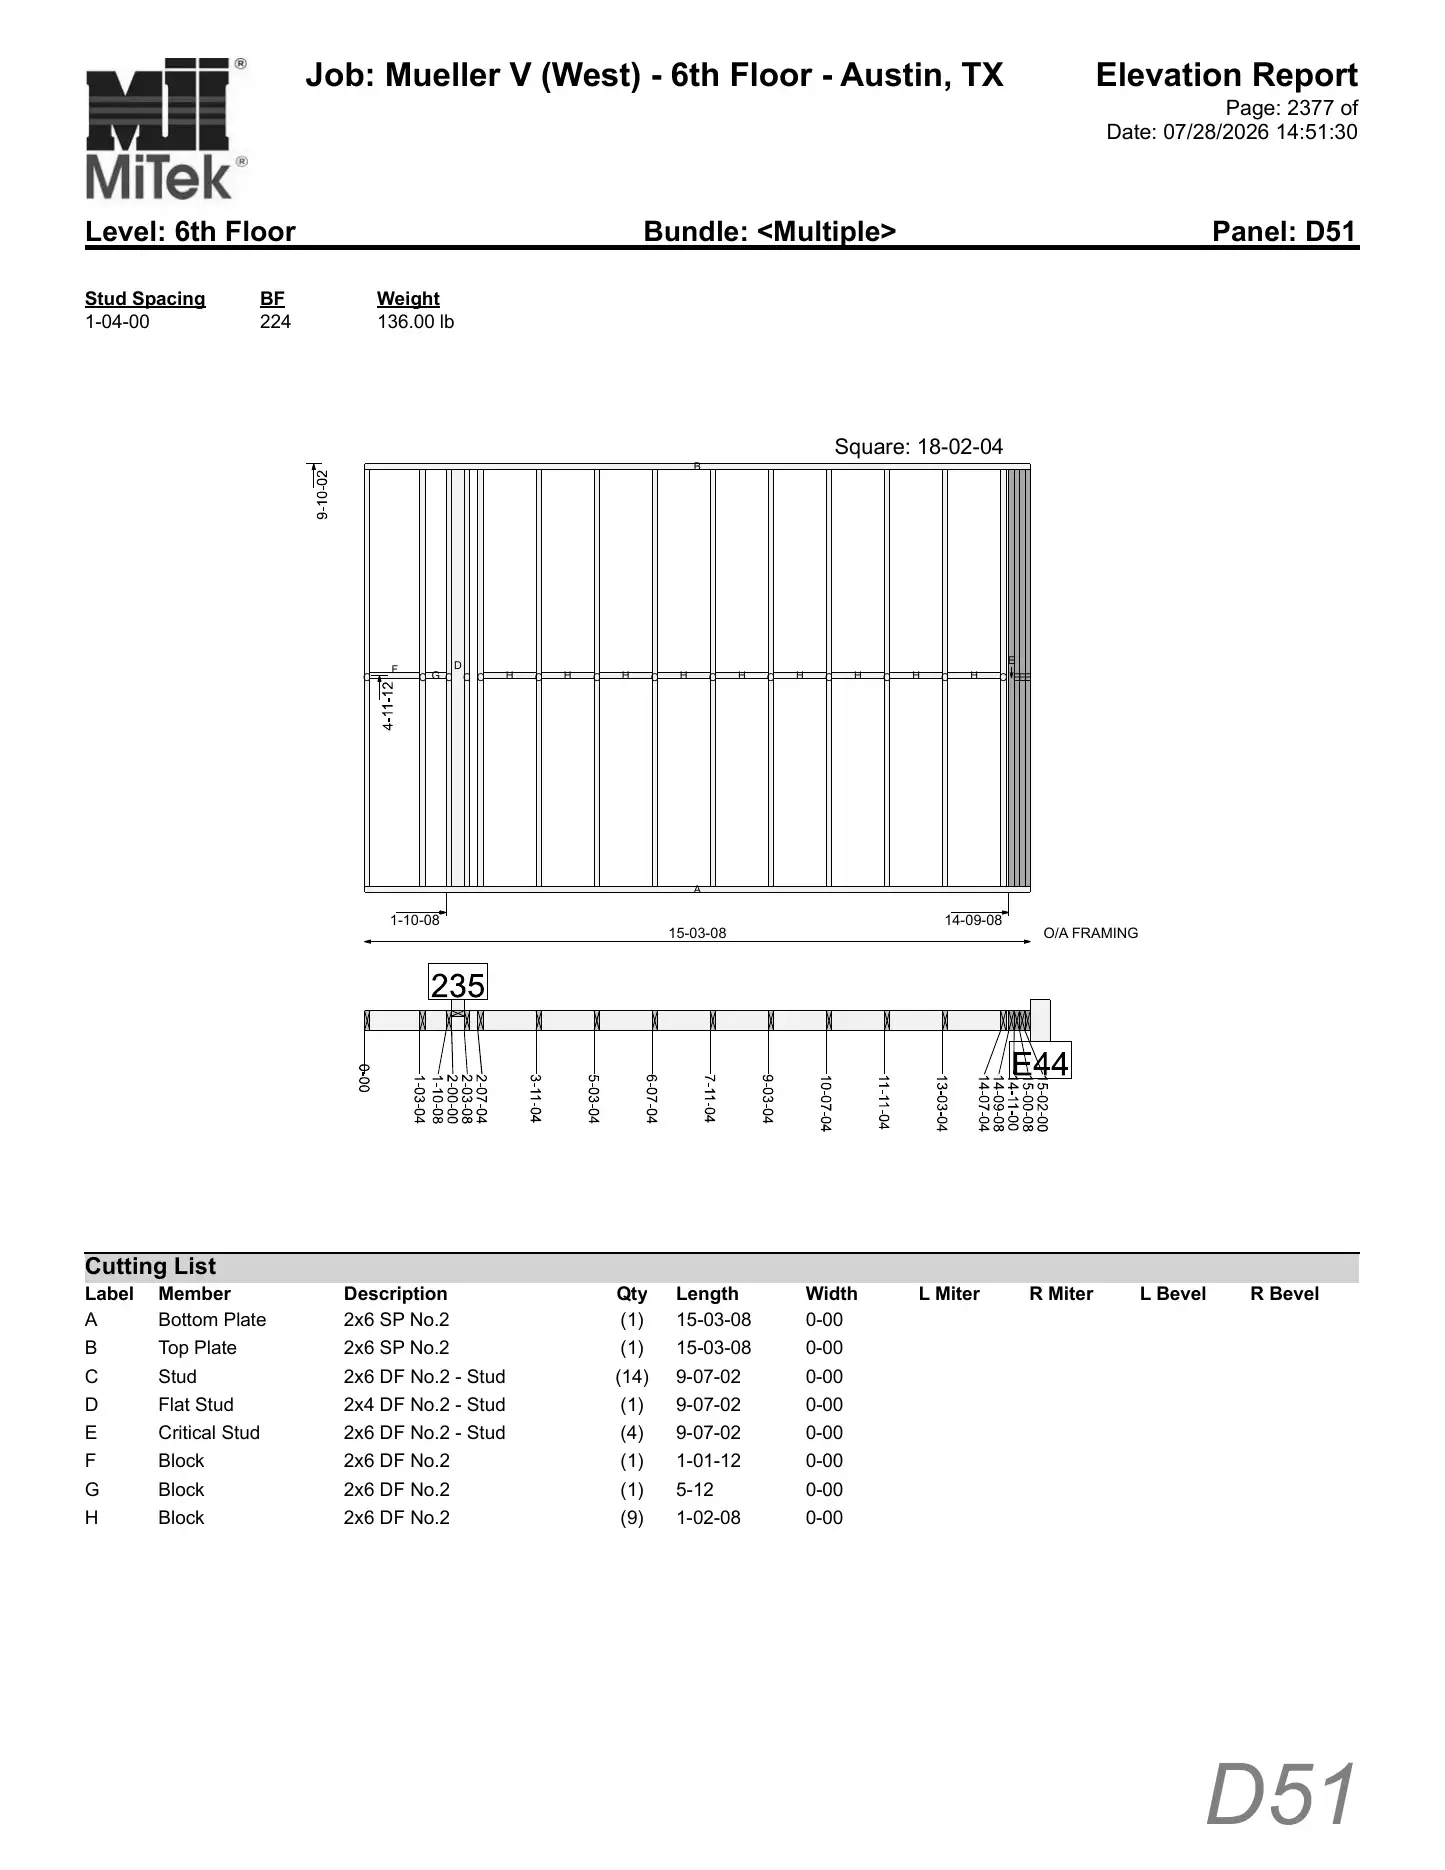 Job: Mueller V (West) - 6th Floor - Austin, TX
Elevation Report
Page: 2377 of
Date: 07/28/2026 14:51:30
MiTek®
Level: 6th Floor
Bundle: <Multiple>
Panel: D51
Stud Spacing BF Weight
1-04-00 224 136.00 lb
Square: 18-02-04
B
9-10-02
F G D H H H H H H H H H E
4-11-12
A
1-10-08
14-09-08
15-03-08
O/A FRAMING
235
E44
0-00
1-03-04
1-10-08
2-00-00
2-03-08
2-07-04
3-11-04
5-03-04
6-07-04
7-11-04
9-03-04
10-07-04
11-11-04
13-03-04
14-07-04
14-09-08
14-11-00
15-00-08
15-02-00
Cutting List
Label Member Description Qty Length Width L Miter R Miter L Bevel R Bevel
A Bottom Plate 2x6 SP No.2 (1) 15-03-08 0-00
B Top Plate 2x6 SP No.2 (1) 15-03-08 0-00
C Stud 2x6 DF No.2 - Stud (14) 9-07-02 0-00
D Flat Stud 2x4 DF No.2 - Stud (1) 9-07-02 0-00
E Critical Stud 2x6 DF No.2 - Stud (4) 9-07-02 0-00
F Block 2x6 DF No.2 (1) 1-01-12 0-00
G Block 2x6 DF No.2 (1) 5-12 0-00
H Block 2x6 DF No.2 (9) 1-02-08 0-00
D51